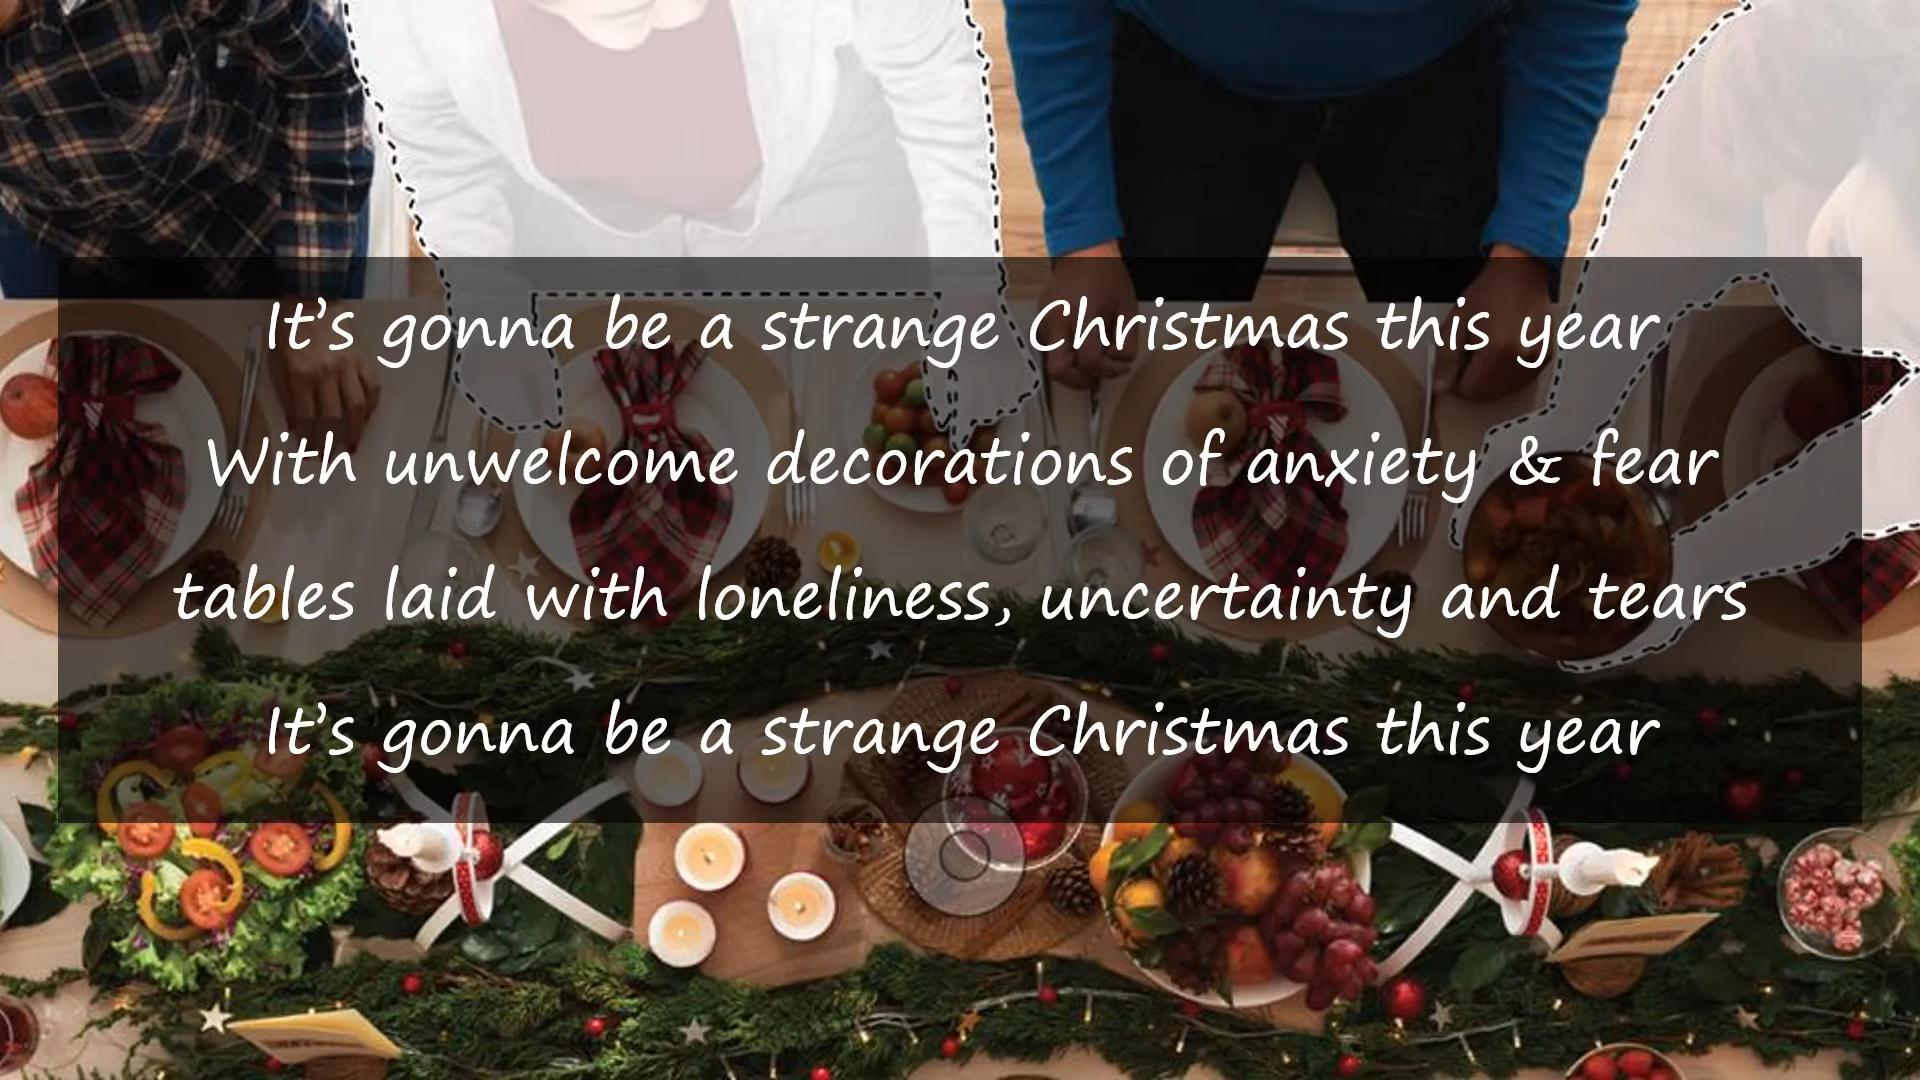 It’s gonna be a strange Christmas this year
With unwelcome decorations of anxiety & fear
tables laid with loneliness, uncertainty and tears
It’s gonna be a strange Christmas this year